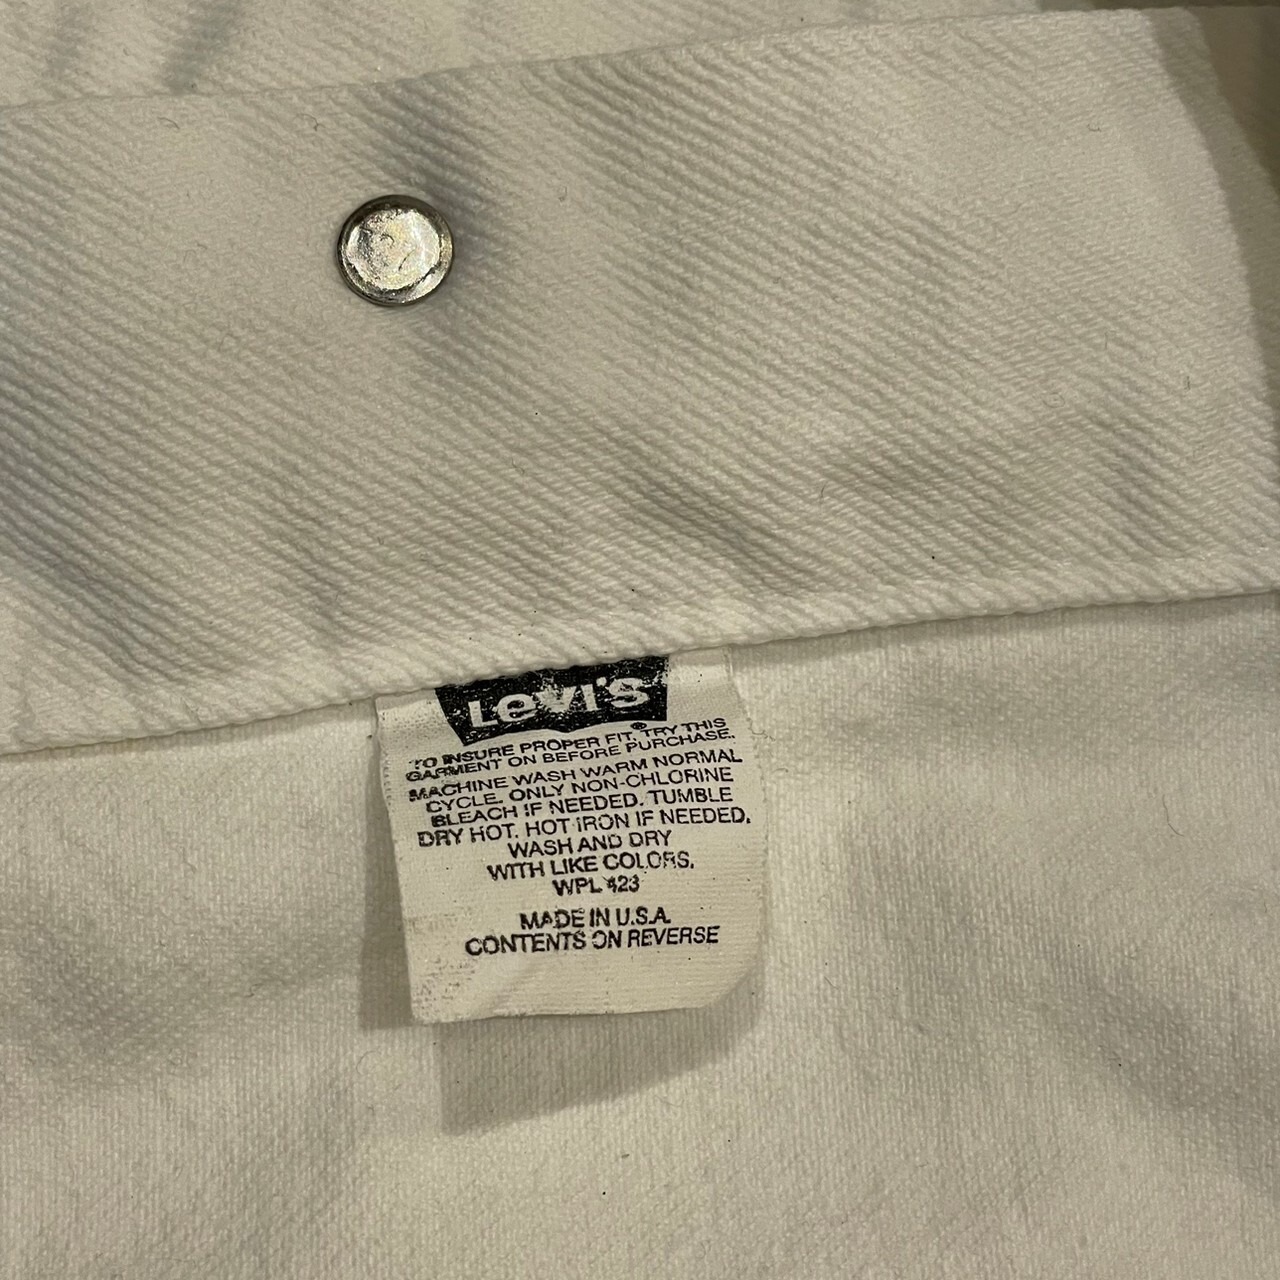 Levi's®
TO INSURE PROPER FIT, TRY THIS
GARMENT ON BEFORE PURCHASE.
MACHINE WASH WARM NORMAL
CYCLE. ONLY NON-CHLORINE
BLEACH IF NEEDED. TUMBLE
DRY HOT. HOT IRON IF NEEDED.
WASH AND DRY
WITH LIKE COLORS.
WPL 423
MADE IN U.S.A.
CONTENTS ON REVERSE